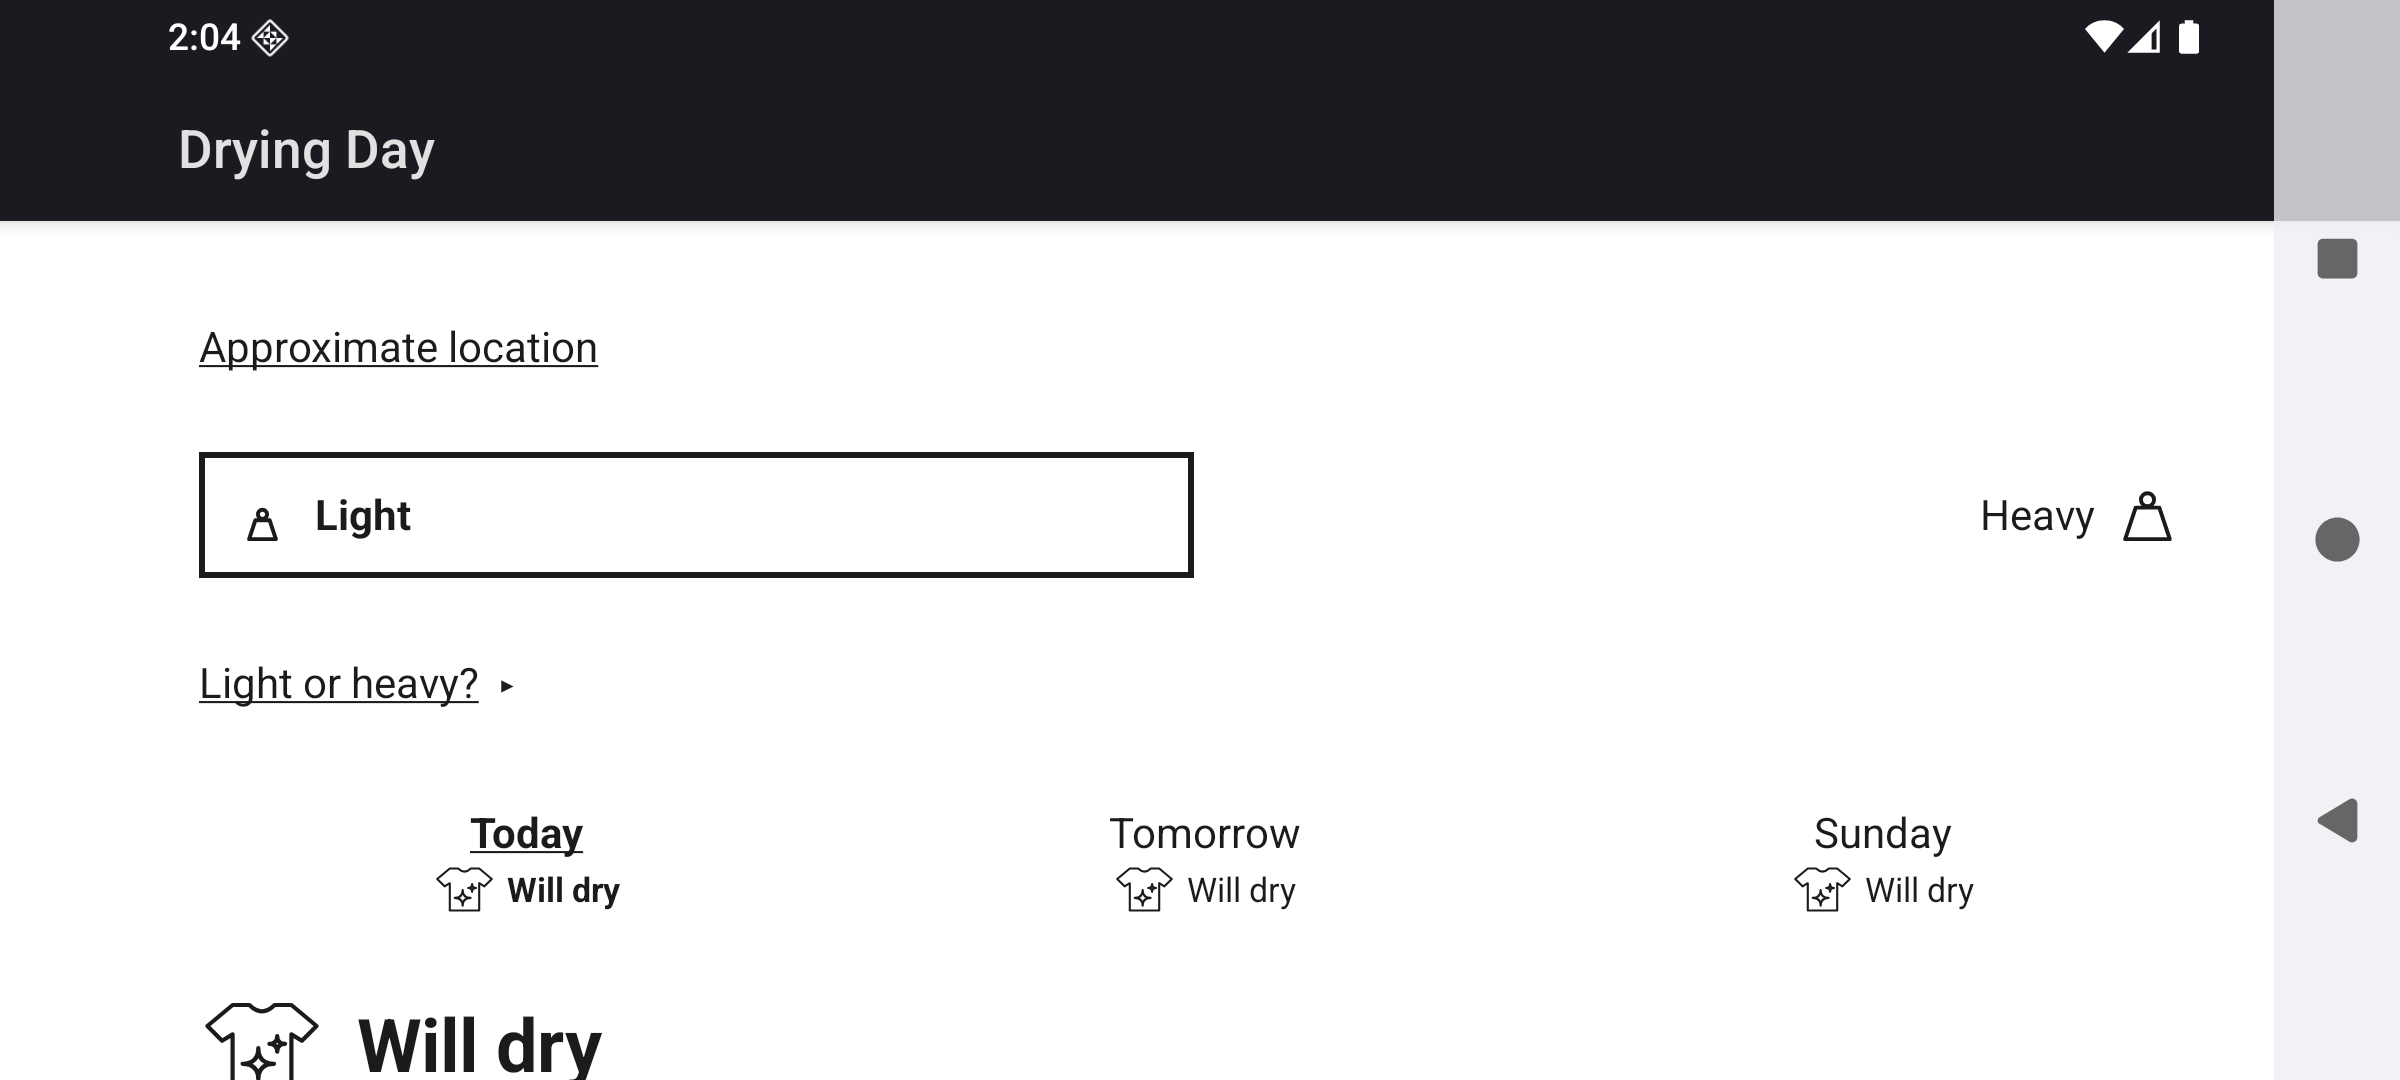 2:04
Drying Day
Approximate location
Light
Heavy
Light or heavy? ▸
Today
Will dry
Tomorrow
Will dry
Sunday
Will dry
Will dry